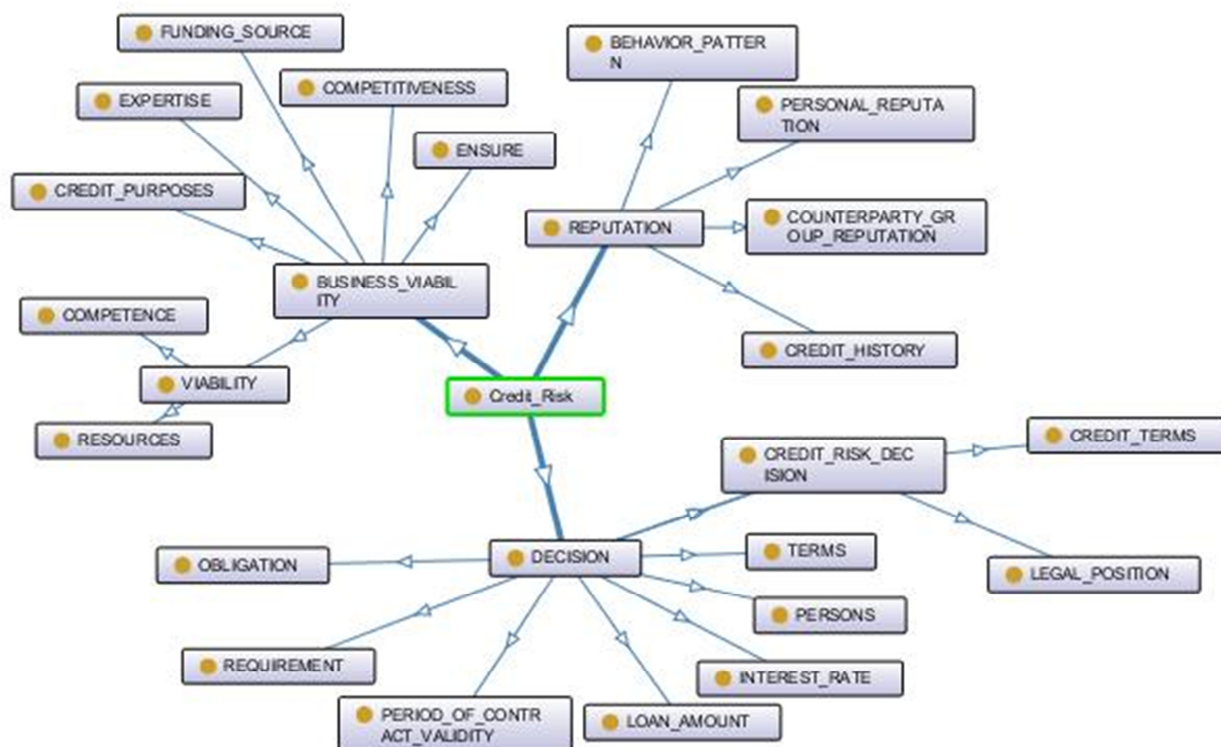 FUNDING_SOURCE
BEHAVIOR_PATTER
N
COMPETITIVENESS
EXPERTISE
PERSONAL_REPUTA
TION
ENSURE
CREDIT_PURPOSES
REPUTATION
COUNTERPARTY_GR
OUP_REPUTATION
BUSINESS_VIABIL
ITY
COMPETENCE
CREDIT_HISTORY
VIABILITY
Credit_Risk
RESOURCES
CREDIT_TERMS
CREDIT_RISK_DEC
ISION
OBLIGATION
DECISION
TERMS
LEGAL_POSITION
PERSONS
REQUIREMENT
INTEREST_RATE
PERIOD_OF_CONTR
ACT_VALIDITY
LOAN_AMOUNT